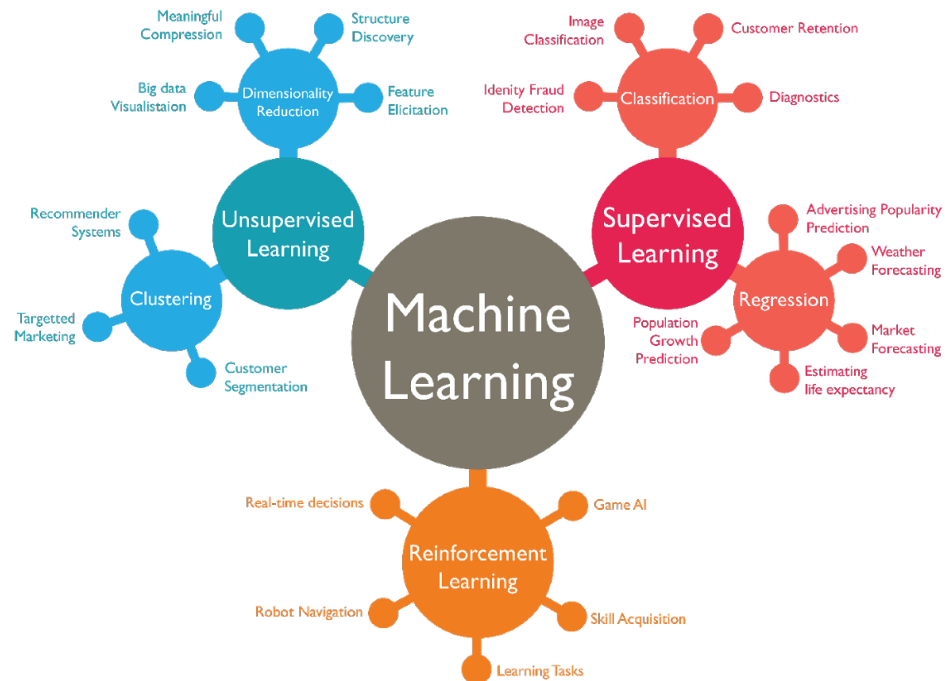 Meaningful
Compression
Structure
Discovery
Big data
Visualistaion
Dimensionality
Reduction
Feature
Elicitation
Unsupervised
Learning
Recommender
Systems
Clustering
Targetted
Marketing
Customer
Segmentation
Image
Classification
Customer Retention
Idenity Fraud
Detection
Classification
Diagnostics
Supervised
Learning
Advertising Popularity
Prediction
Weather
Forecasting
Regression
Population
Growth
Prediction
Market
Forecasting
Estimating
life expectancy
Machine
Learning
Real-time decisions
Game AI
Reinforcement
Learning
Robot Navigation
Skill Acquisition
Learning Tasks